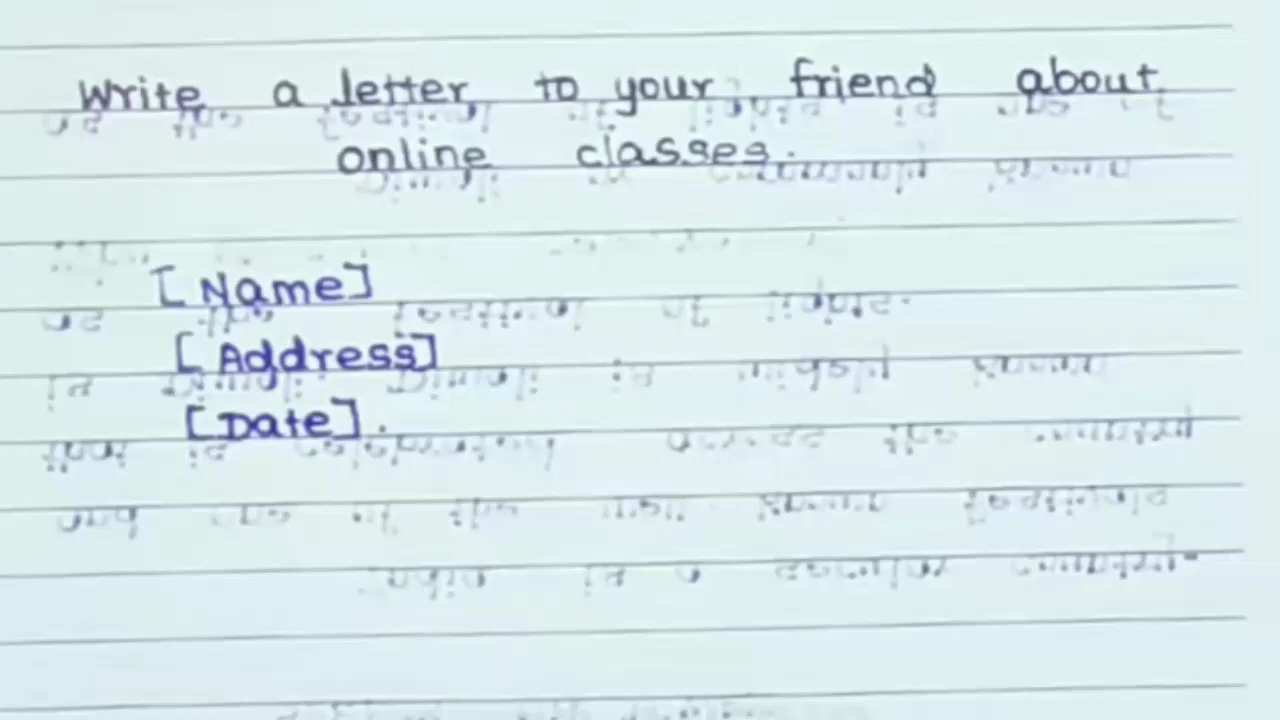 Write a letter to your friend about
online classes.
[Name]
[Address]
[Date].